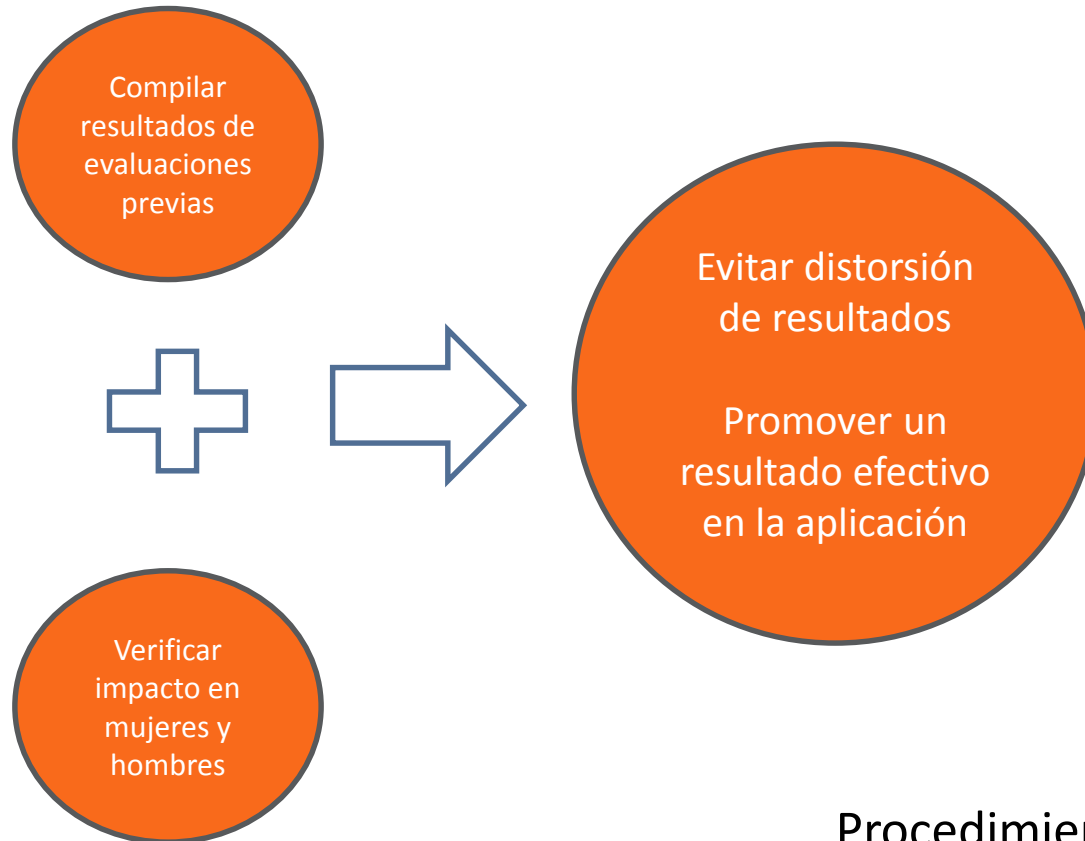 Compilar
resultados de
evaluaciones
previas
Verificar
impacto en
mujeres y
hombres
Evitar distorsión
de resultados
Promover un
resultado efectivo
en la aplicación